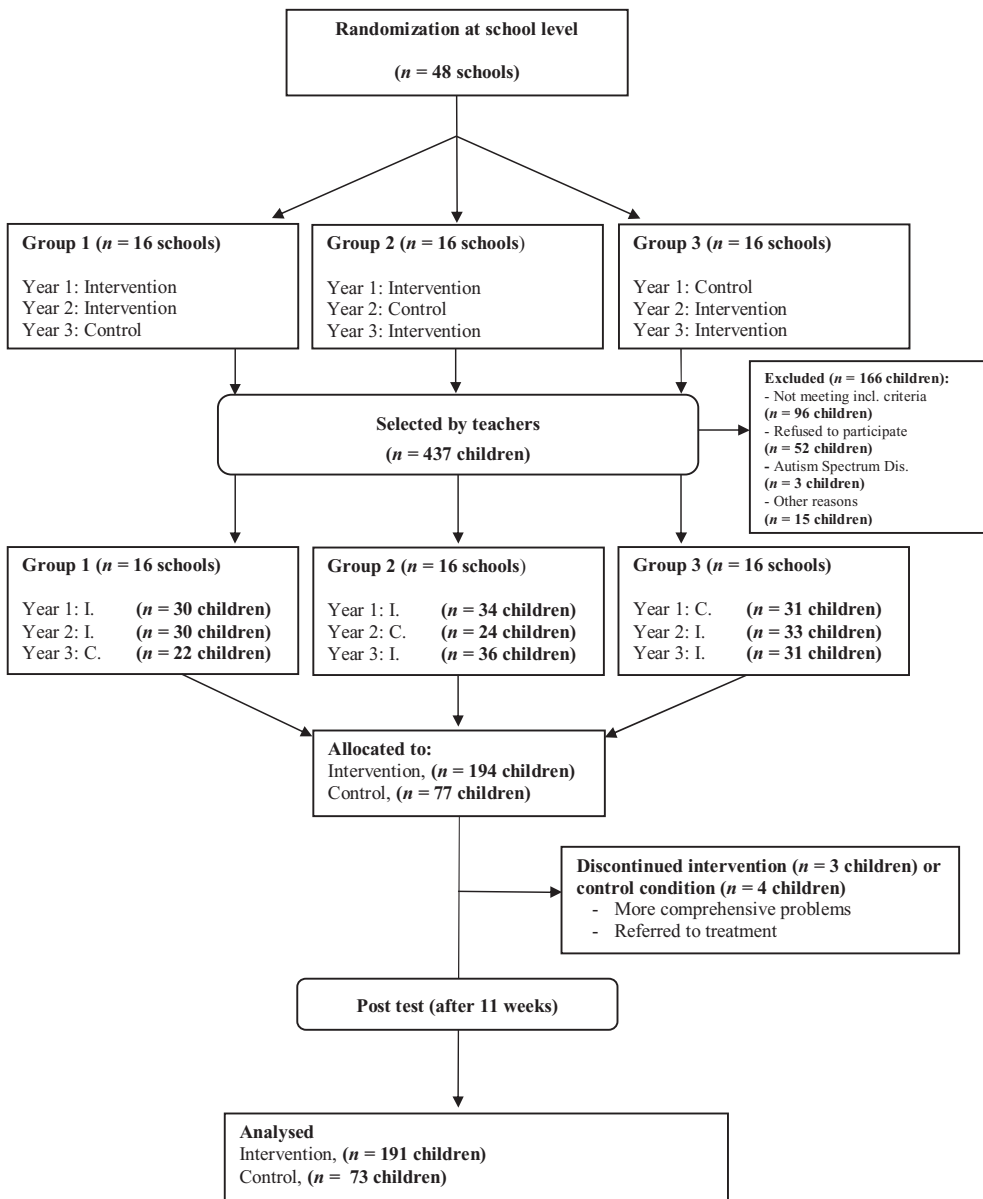 Randomization at school level
(n = 48 schools)
Group 1 (n = 16 schools)
Year 1: Intervention
Year 2: Intervention
Year 3: Control
Group 2 (n = 16 schools)
Year 1: Intervention
Year 2: Control
Year 3: Intervention
Group 3 (n = 16 schools)
Year 1: Control
Year 2: Intervention
Year 3: Intervention
Excluded (n = 166 children):
- Not meeting incl. criteria
(n = 96 children)
- Refused to participate
(n = 52 children)
- Autism Spectrum Dis.
(n = 3 children)
- Other reasons
(n = 15 children)
Selected by teachers
(n = 437 children)
Group 1 (n = 16 schools)
Year 1: I. (n = 30 children)
Year 2: I. (n = 30 children)
Year 3: C. (n = 22 children)
Group 2 (n = 16 schools)
Year 1: I. (n = 34 children)
Year 2: C. (n = 24 children)
Year 3: I. (n = 36 children)
Group 3 (n = 16 schools)
Year 1: C. (n = 31 children)
Year 2: I. (n = 33 children)
Year 3: I. (n = 31 children)
Allocated to:
Intervention, (n = 194 children)
Control, (n = 77 children)
Discontinued intervention (n = 3 children) or
control condition (n = 4 children)
- More comprehensive problems
- Referred to treatment
Post test (after 11 weeks)
Analysed
Intervention, (n = 191 children)
Control, (n = 73 children)